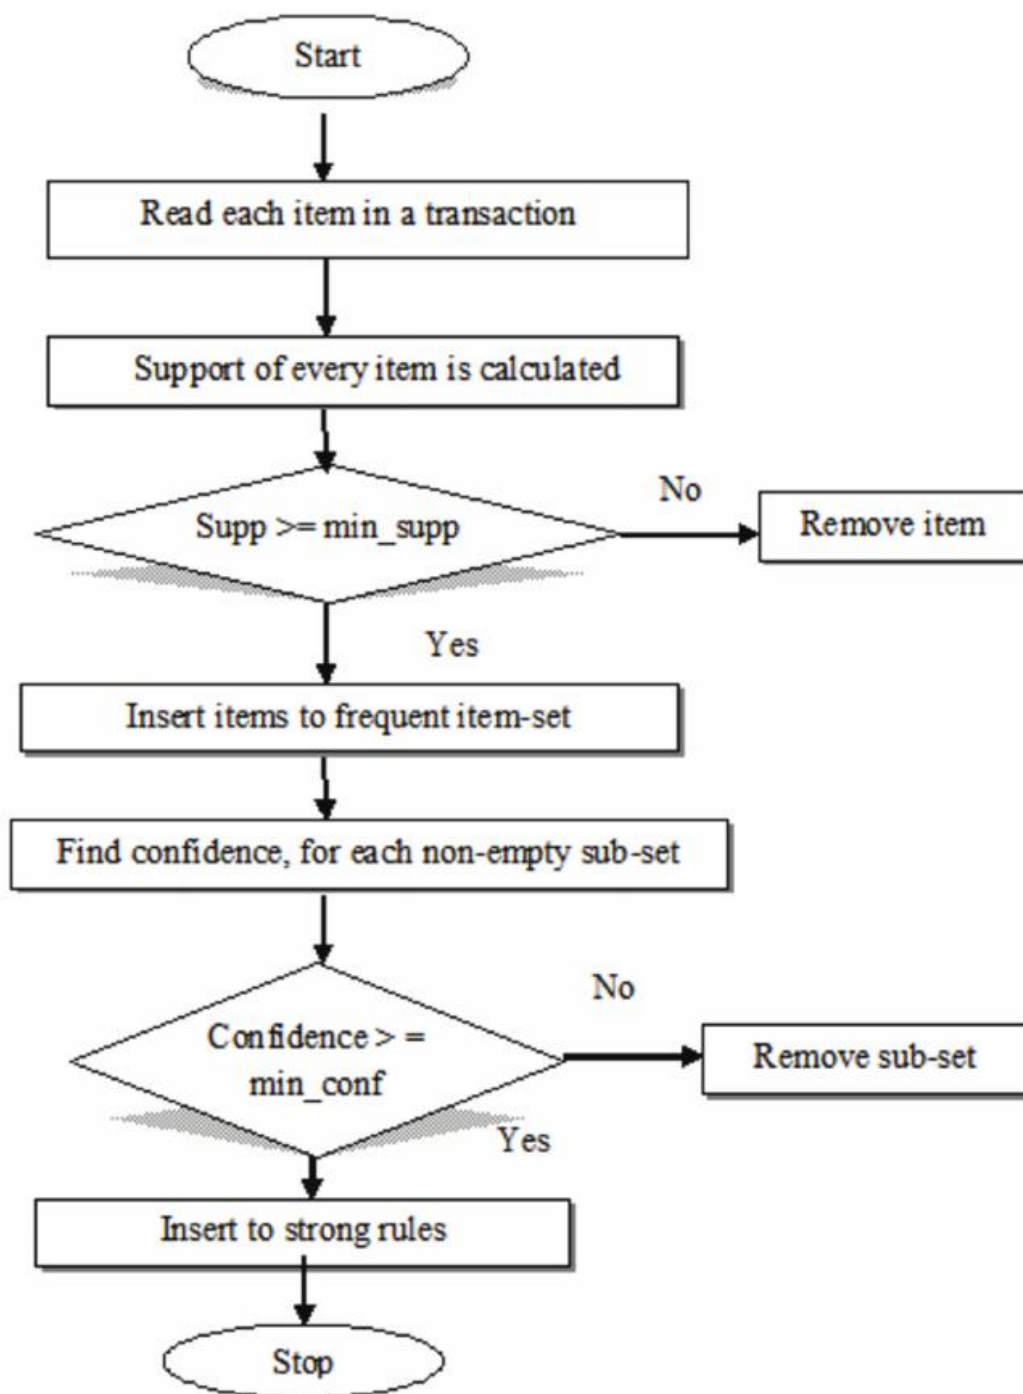 Start
Read each item in a transaction
Support of every item is calculated
Supp >= min_supp
No
Remove item
Yes
Insert items to frequent item-set
Find confidence, for each non-empty sub-set
Confidence > =
min_conf
No
Remove sub-set
Yes
Insert to strong rules
Stop